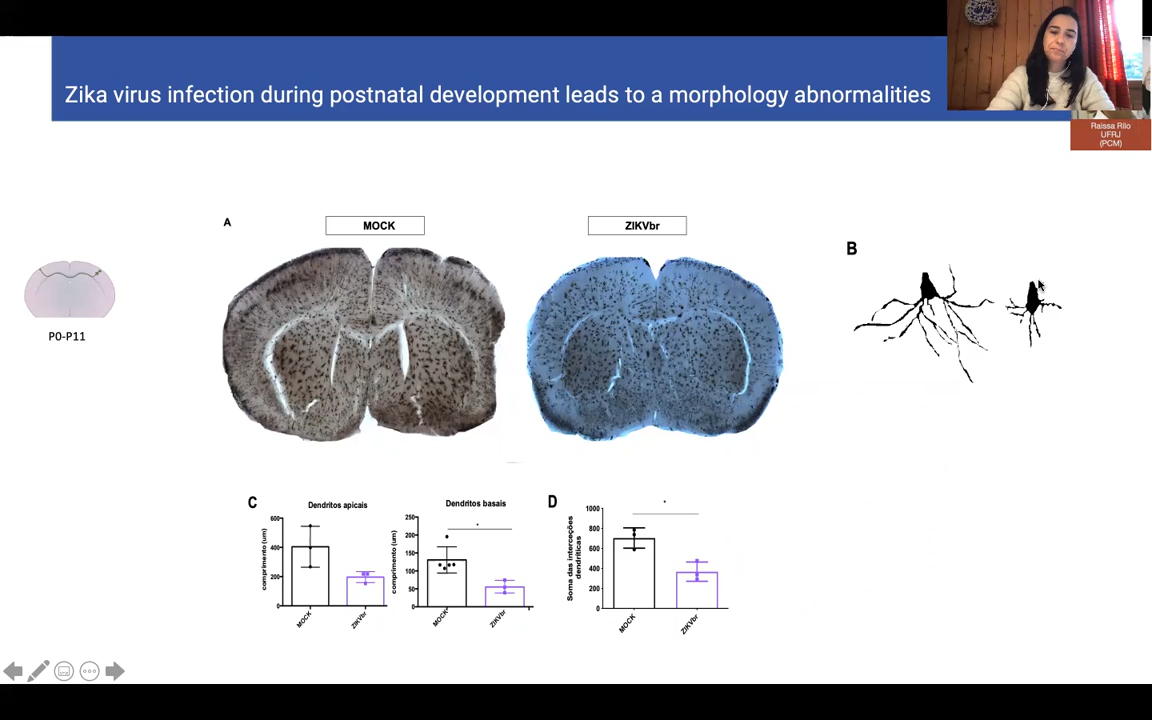 Zika virus infection during postnatal development leads to a morphology abnormalities
Raissa Rilo
UFRJ
(PCM)
A
MOCK
ZIKVbr
B
P0-P11
C
Dendritos apicais
comprimento (um)
600
400
200
0
MOCK
ZIKVbr
Dendritos basais
comprimento (um)
250
200
150
100
50
0
*
MOCK
ZIKVbr
D
Soma das interceções
dendríticas
1000
800
600
400
200
0
*
MOCK
ZIKVbr